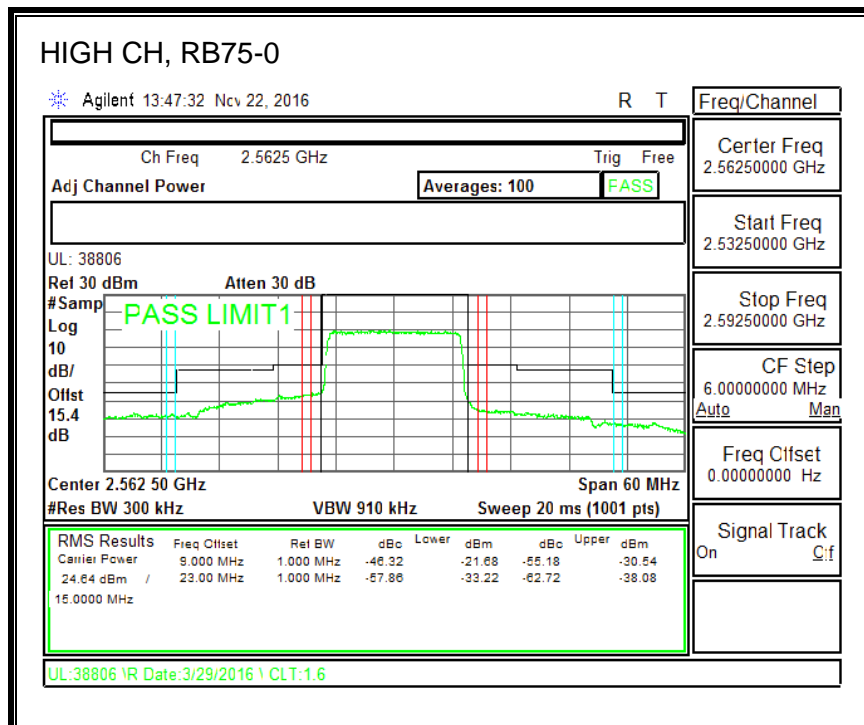 HIGH CH, RB75-0
Agilent 13:47:32 Nov 22, 2016 R T
Freq/Channel
Ch Freq 2.5625 GHz Trig Free
Adj Channel Power Averages: 100 PASS
UL: 38806
Ref 30 dBm Atten 30 dB
#Samp
Log
10
dB/
Offst
15.4
dB
PASS LIMIT1
Center 2.562 50 GHz Span 60 MHz
#Res BW 300 kHz VBW 910 kHz Sweep 20 ms (1001 pts)
RMS Results Freq Offset Ref BW dBc Lower dBm dBc Upper dBm
Carrier Power 9.000 MHz 1.000 MHz -46.32 -21.68 -55.18 -30.54
24.64 dBm / 23.00 MHz 1.000 MHz -57.86 -33.22 -62.72 -38.08
15.0000 MHz
Center Freq
2.56250000 GHz
Start Freq
2.53250000 GHz
Stop Freq
2.59250000 GHz
CF Step
6.00000000 MHz
Auto Man
Freq Offset
0.00000000 Hz
Signal Track
On Off
UL:38806 \R Date:3/29/2016 \ CLT:1.6